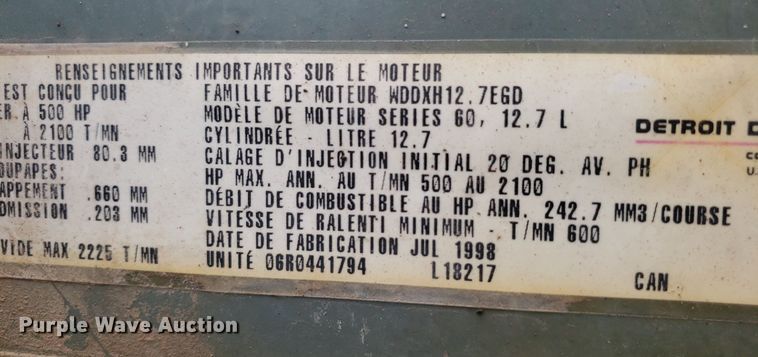 RENSEIGNEMENTS IMPORTANTS SUR LE MOTEUR
EST CONÇU POUR
ER À 500 HP
À 2100 T/MN
INJECTEUR 80.3 MM
OUPAPES:
APPEMENT .660 MM
DMISSION .203 MM
VIDE MAX 2225 T/MN
FAMILLE DE MOTEUR WDDXH12.7EGD
MODÈLE DE MOTEUR SERIES 60, 12.7 L
CYLINDRÉE - LITRE 12.7
CALAGE D'INJECTION INITIAL 20 DEG. AV. PH
HP MAX. ANN. AU T/MN 500 AU 2100
DÉBIT DE COMBUSTIBLE AU HP ANN. 242.7 MM3/COURSE
VITESSE DE RALENTI MINIMUM - T/MN 600
DATE DE FABRICATION JUL 1998
UNITÉ 06R0441794 L18217 CAN
DETROIT D
CO
U.
Purple Wave Auction